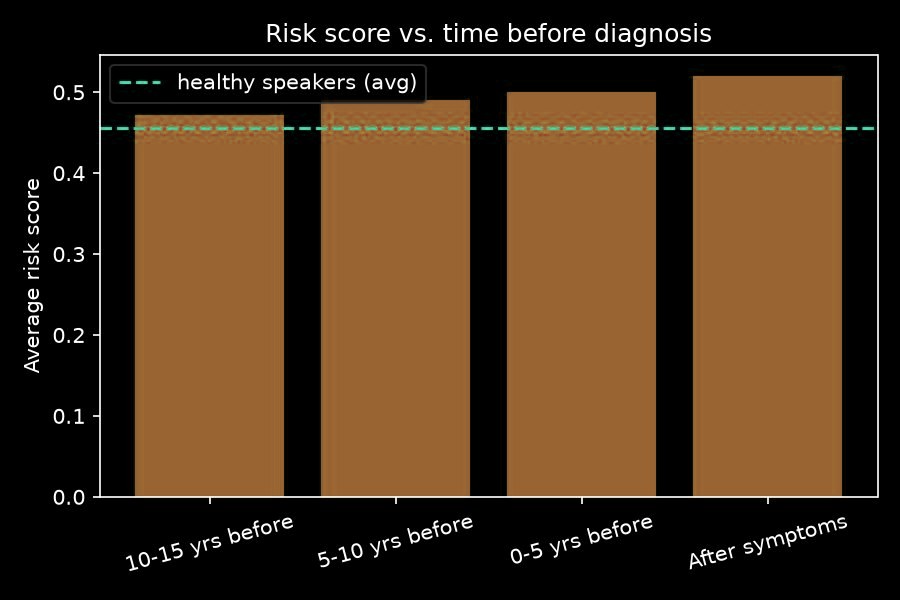 Risk score vs. time before diagnosis
healthy speakers (avg)
Average risk score
0.5
0.4
0.3
0.2
0.1
0.0
10-15 yrs before
5-10 yrs before
0-5 yrs before
After symptoms